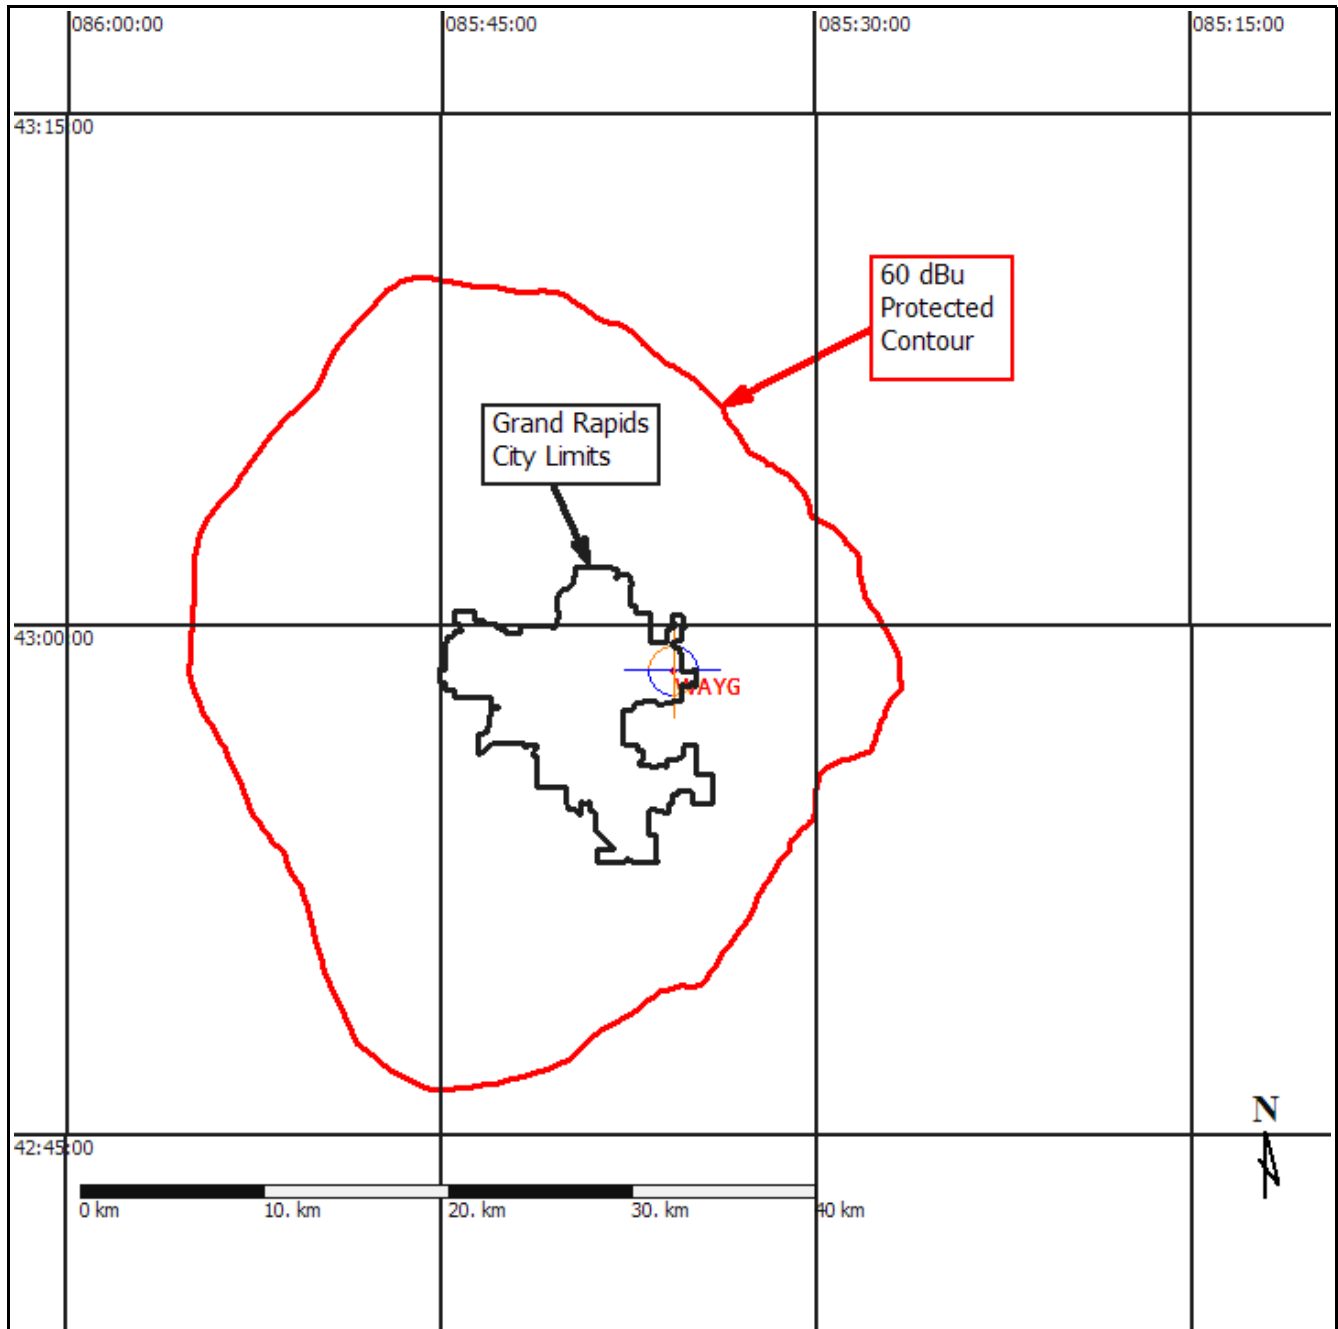 086:00:00
085:45:00
085:30:00
085:15:00
43:15:00
60 dBu
Protected
Contour
Grand Rapids
City Limits
43:00:00
WAYG
N
42:45:00
0 km
10. km
20. km
30. km
40 km